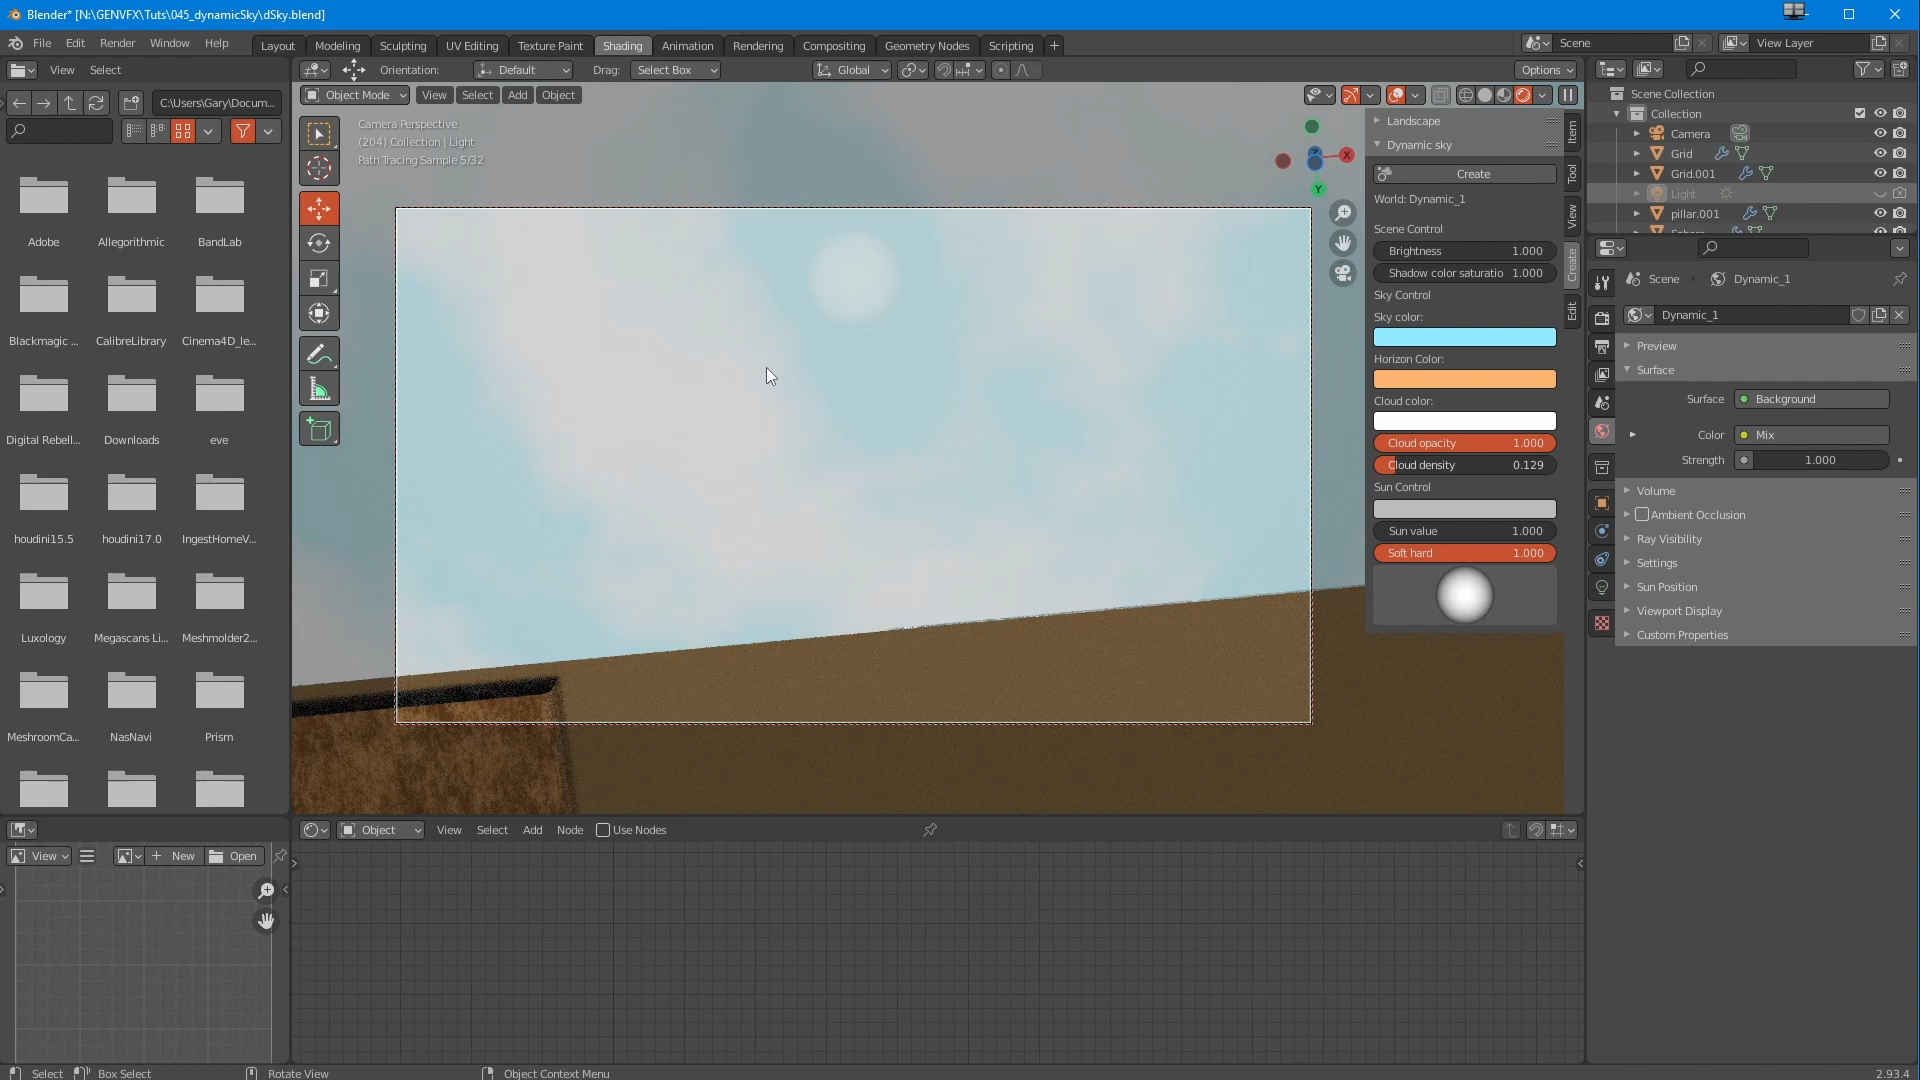 Blender* [N:\GENVFX\Tuts\045_dynamicSky\dSky.blend]
File Edit Render Window Help
Layout Modeling Sculpting UV Editing Texture Paint Shading Animation Rendering Compositing Geometry Nodes Scripting +
Scene
View Layer
View Select
Orientation: Default Drag: Select Box
Global
Options
C:\Users\Gary\Docum...
Object Mode View Select Add Object
Camera Perspective
(204) Collection | Light
Path Tracing Sample 5/32
Adobe Allegorithmic BandLab
Blackmagic ... CalibreLibrary Cinema4D_le...
Digital Rebell... Downloads eve
houdini15.5 houdini17.0 IngestHomeV...
Luxology Megascans Li... Meshmolder2...
MeshroomCa... NasNavi Prism
X
Y
Z
Landscape
Dynamic sky
Create
World: Dynamic_1
Scene Control
Brightness 1.000
Shadow color saturatio 1.000
Sky Control
Sky color:
Horizon Color:
Cloud color:
Cloud opacity 1.000
Cloud density 0.129
Sun Control
Sun value 1.000
Soft hard 1.000
Item
Tool
View
Create
Edit
Scene Collection
Collection
Camera
Grid
Grid.001
Light
pillar.001
Scene Dynamic_1
Dynamic_1
Preview
Surface
Surface Background
Color Mix
Strength 1.000
Volume
Ambient Occlusion
Ray Visibility
Settings
Sun Position
Viewport Display
Custom Properties
View + New Open
Object View Select Add Node Use Nodes
Select Box Select Rotate View Object Context Menu
2.93.4